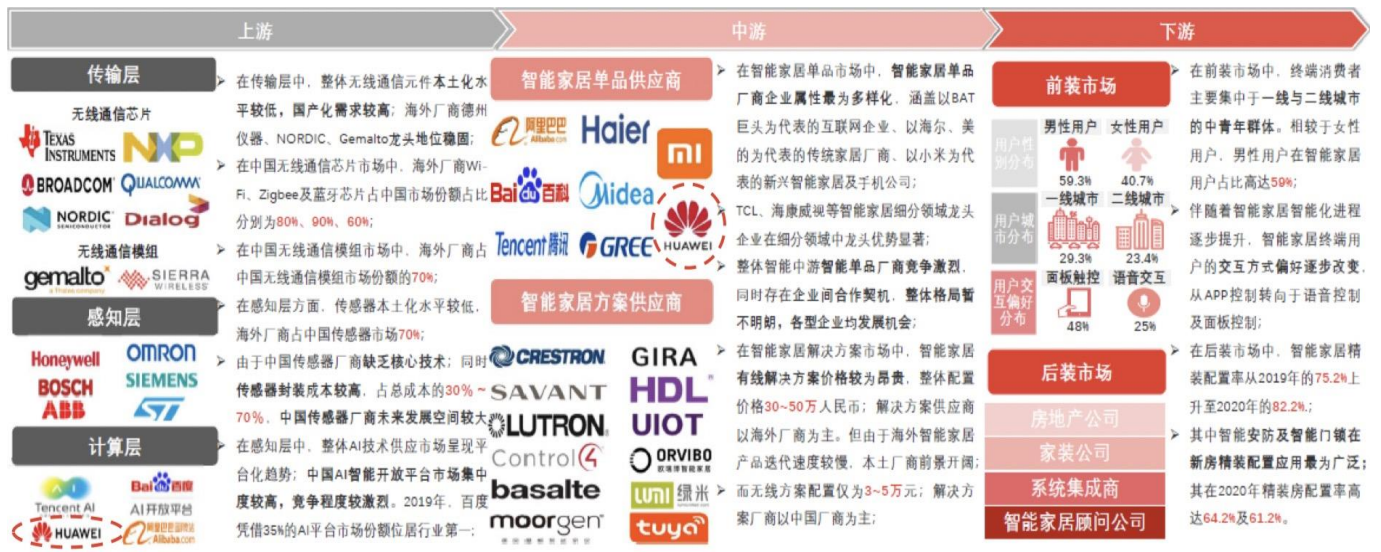 上游
中游
下游
传输层
无线通信芯片
TEXAS INSTRUMENTS
NXP
BROADCOM
QUALCOMM
NORDIC
SEMICONDUCTOR
Dialog
无线通信模组
gemalto
a Thales company
SIERRA
WIRELESS
感知层
Honeywell
OMRON
BOSCH
SIEMENS
ABB
ST
计算层
Tencent AI
Bai du 百度
AI开放平台
HUAWEI
Alibaba.com
在传输层中，整体无线通信元件本土化水
平较低，国产化需求较高；海外厂商德州
仪器、NORDIC、Gemalto龙头地位稳固；
在中国无线通信芯片市场中，海外厂商Wi-
Fi、Zigbee及蓝牙芯片占中国市场份额占比
分别为80%、90%、60%；
在中国无线通信模组市场中，海外厂商占
中国无线通信模组市场份额的70%；
在感知层方面，传感器本土化水平较低，
海外厂商占中国传感器市场70%；
由于中国传感器厂商缺乏核心技术；同时
传感器封装成本较高，占总成本的30%~
70%，中国传感器厂商未来发展空间较大
在感知层中，整体AI技术供应市场呈现平
台化趋势；中国AI智能开放平台市场集中
度较高，竞争程度较激烈。2019年，百度
凭借35%的AI平台市场份额位居行业第一；
智能家居单品供应商
阿里巴巴
Alibaba.com
Haier
mi
Bai du 百科
Midea
HUAWEI
Tencent 腾讯
GREE
智能家居方案供应商
CRESTRON
GIRA
SAVANT
HDL
LUTRON
UIOT
Control4
ORVIBO
欧瑞博智能家居
basalte
LUMI 绿米
moorgen
tuya
在智能家居单品市场中，智能家居单品
厂商企业属性最为多样化，涵盖以BAT
巨头为代表的互联网企业、以海尔、美
的为代表的传统家居厂商、以小米为代
表的新兴智能家居及手机公司；
TCL、海康威视等智能家居细分领域龙头
企业在细分领域中龙头优势显著；
整体智能中游智能单品厂商竞争激烈，
同时存在企业间合作契机，整体格局暂
不明朗，各型企业均发展机会；
在智能家居解决方案市场中，智能家居
有线解决方案价格较为昂贵，整体配置
价格30~50万人民币；解决方案供应商
以海外厂商为主。但由于海外智能家居
产品迭代速度较慢，本土厂商前景开阔；
而无线方案配置仅为3~5万元；解决方
案厂商以中国厂商为主；
前装市场
用户性
别分布
男性用户 女性用户
59.3% 40.7%
用户城
市分布
一线城市 二线城市
29.3% 23.4%
用户交
互偏好
分布
面板触控 语音交互
48% 25%
后装市场
房地产公司
家装公司
系统集成商
智能家居顾问公司
在前装市场中，终端消费者
主要集中于一线与二线城市
的中青年群体。相较于女性
用户，男性用户在智能家居
用户占比高达59%；
伴随着智能家居智能化进程
逐步提升，智能家居终端用
户的交互方式偏好逐步改变，
从APP控制转向于语音控制
及面板控制；
在后装市场中，智能家居精
装配置率从2019年的75.2%上
升至2020年的82.2%.；
其中智能安防及智能门锁在
新房精装配置应用最为广泛；
其在2020年精装房配置率高
达64.2%及61.2%。